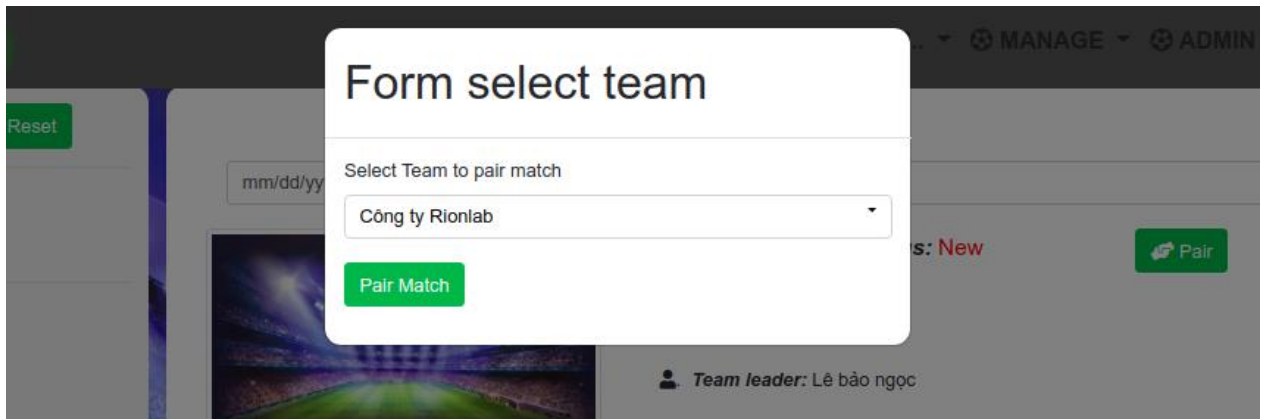 .. MANAGE ADMIN
Form select team
Reset
Select Team to pair match
mm/dd/yy
Công ty Rionlab
s: New
Pair
Pair Match
Team leader: Lê bảo ngọc